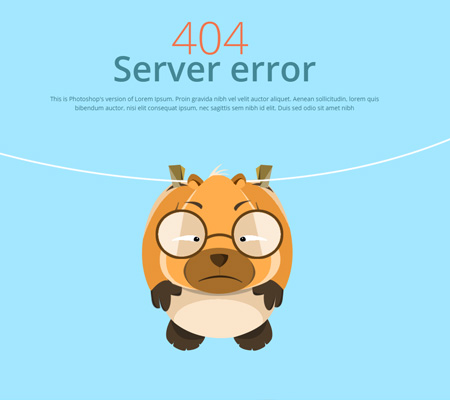 404
Server error
This is Photoshop's version of Lorem Ipsum. Proin gravida nibh vel velit auctor aliquet. Aenean sollicitudin, lorem quis
bibendum auctor, nisi elit consequat ipsum, nec sagittis sem nibh id elit. Duis sed odio sit amet nibh